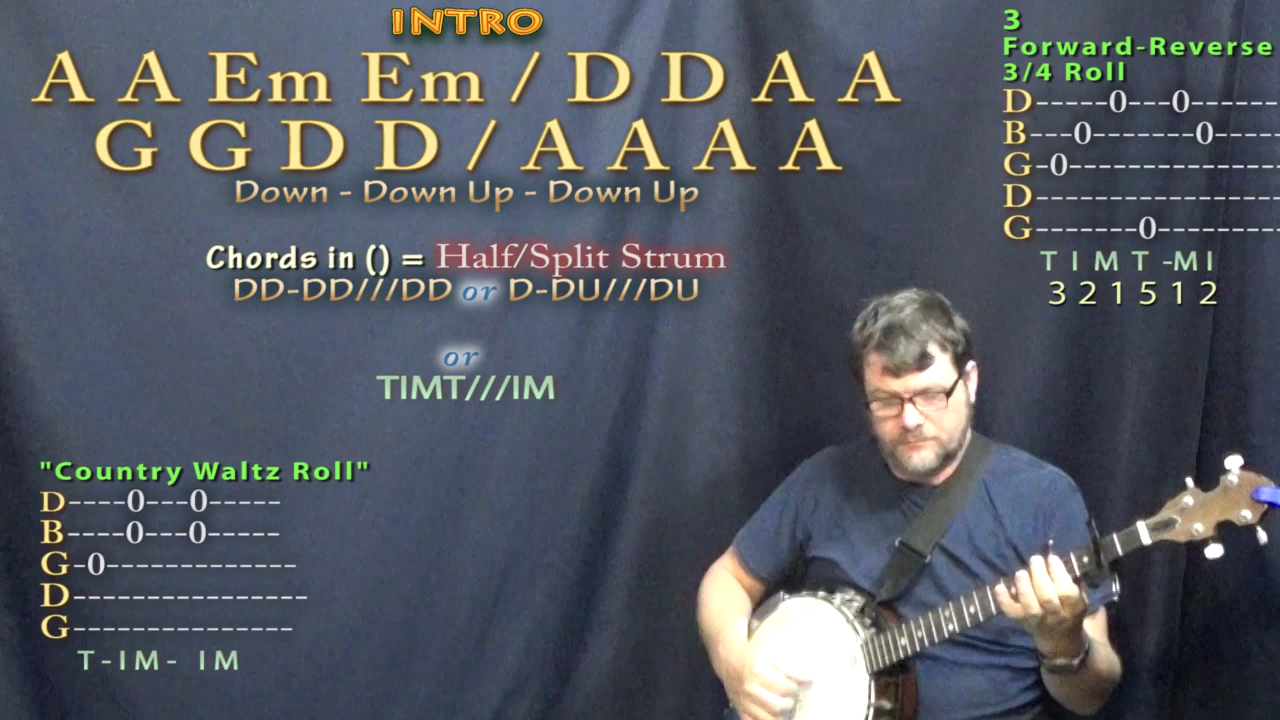 INTRO
A A Em Em / D D A A
G G D D / A A A A
Down - Down Up - Down Up
Chords in () = Half/Split Strum
DD-DD///DD or D-DU///DU
or
TIMT///IM
"Country Waltz Roll"
D----0---0-----
B----0---0-----
G-0------------
D----------------
G---------------
T-IM- IM
3
Forward-Reverse
3/4 Roll
D-----0---0------
B---0-------0-----
G-0---------------
D-----------------
G-------0---------
T I M T -M I
3 2 1 5 1 2